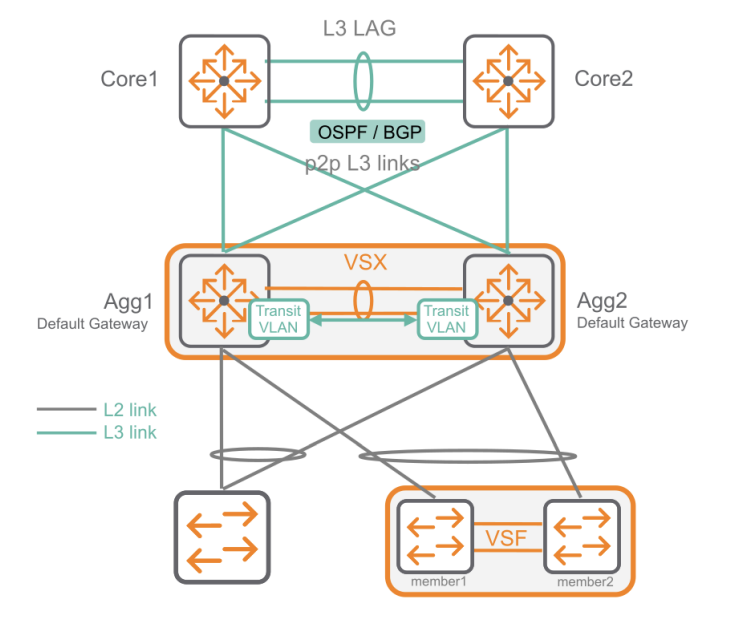 L3 LAG
Core1
Core2
OSPF / BGP
p2p L3 links
VSX
Agg1
Default Gateway
Transit
VLAN
Transit
VLAN
Agg2
Default Gateway
L2 link
L3 link
VSF
member1
member2